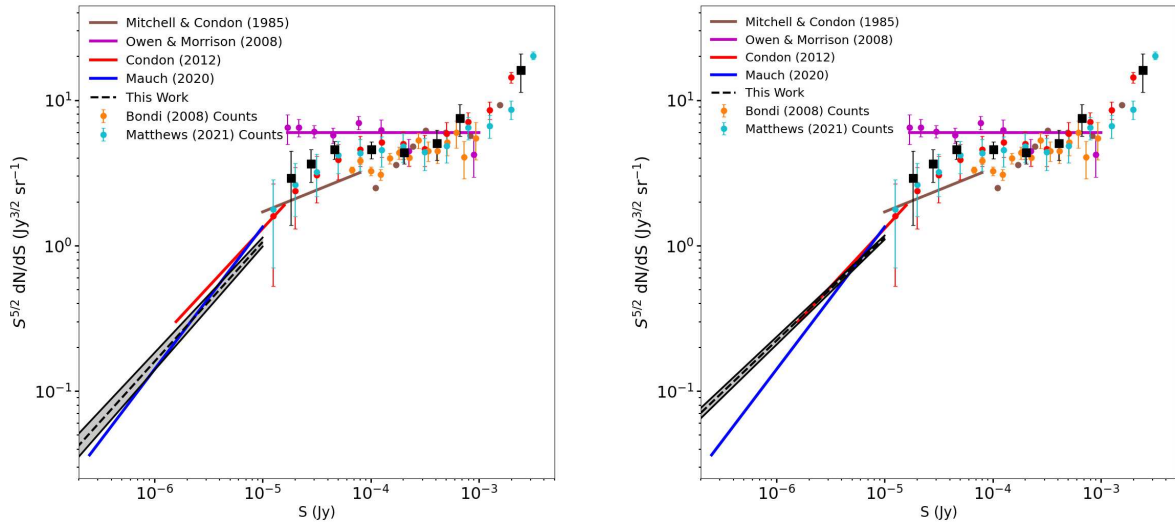 Mitchell & Condon (1985)
Owen & Morrison (2008)
Condon (2012)
Mauch (2020)
This Work
Bondi (2008) Counts
Matthews (2021) Counts
S^{5/2} dN/dS (Jy^{3/2} sr^{-1})
10^1
10^0
10^{-1}
10^{-6}
10^{-5}
10^{-4}
10^{-3}
S (Jy)
Mitchell & Condon (1985)
Owen & Morrison (2008)
Condon (2012)
Mauch (2020)
This Work
Bondi (2008) Counts
Matthews (2021) Counts
S^{5/2} dN/dS (Jy^{3/2} sr^{-1})
10^1
10^0
10^{-1}
10^{-6}
10^{-5}
10^{-4}
10^{-3}
S (Jy)